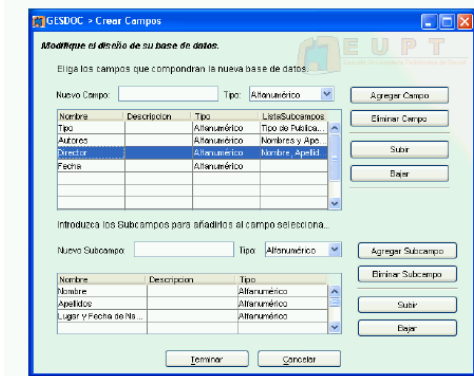 GESDOC > Crear Campos
Modifique el diseño de su base de datos.
EUPT
Elija los campos que compondran la nueva base de datos.
Nuevo Campo: Tipo: Alfanumérico Agregar Campo
Nombre Descripcion Tipo ListaSubcampos Eliminar Campo
Tipo Alfanumérico Tipo de Publica...
Autores Alfanumérico Nombres y Ape...
Director Alfanumérico Nombre, Apellid... Subir
Fecha Alfanumérico
Bajar
Introduzca los Subcampos para añadirlos al campo selecciona...
Nuevo Subcampo: Tipo: Alfanumérico Agregar Subcampo
Nombre Descripcion Tipo Eliminar Subcampo
Nombre Alfanumérico
Apellidos Alfanumérico Subir
Lugar y Fecha de Na... Alfanumérico
Bajar
Terminar Cancelar